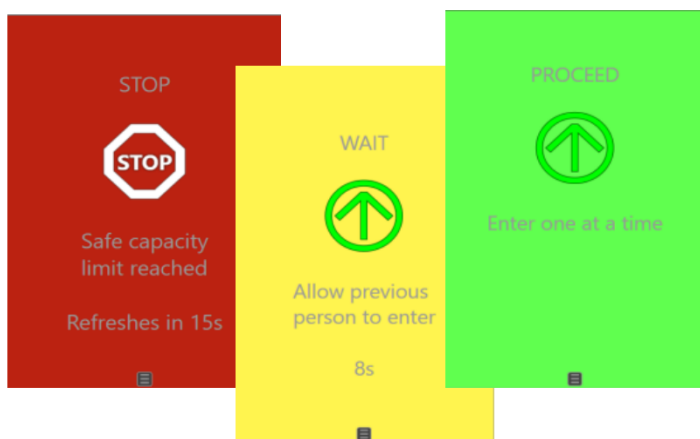 STOP
STOP
Safe capacity
limit reached
Refreshes in 15s
WAIT
Allow previous
person to enter
8s
PROCEED
Enter one at a time